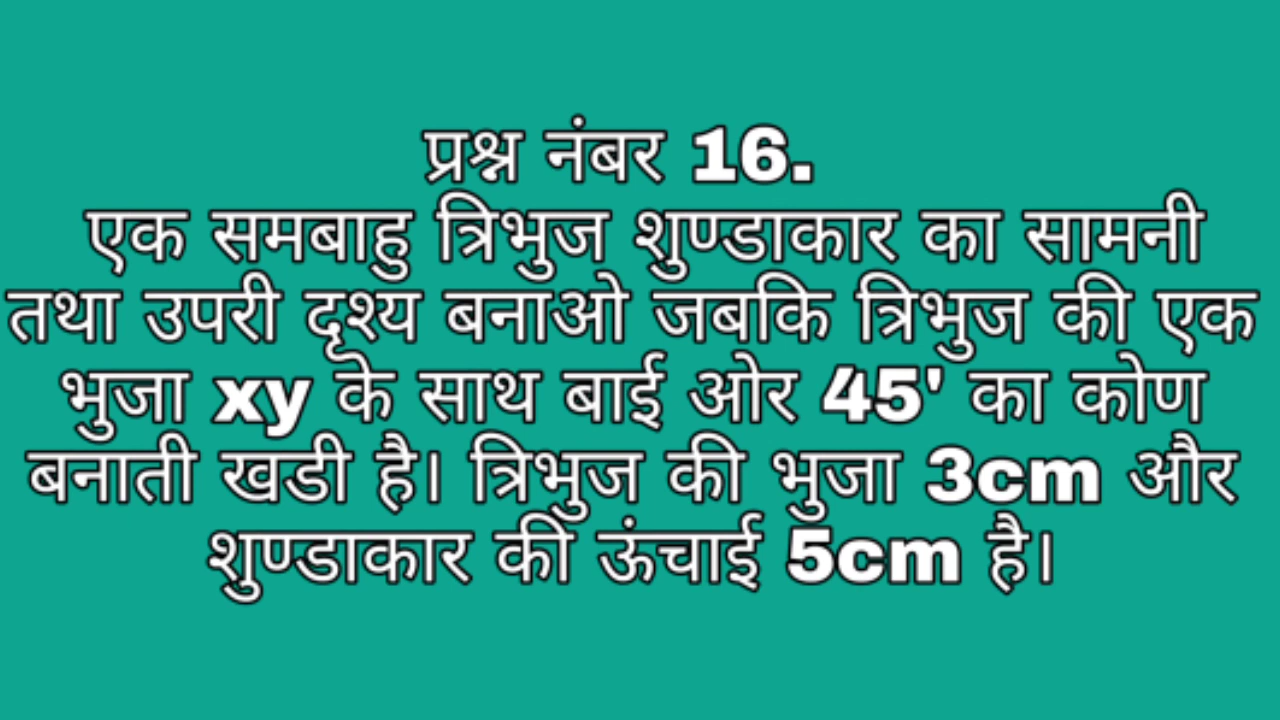 प्रश्न नंबर 16.
एक समबाहु त्रिभुज शुण्डाकार का सामनी
तथा उपरी दृश्य बनाओ जबकि त्रिभुज की एक
भुजा xy के साथ बाई ओर 45' का कोण
बनाती खडी है। त्रिभुज की भुजा 3cm और
शुण्डाकार की ऊंचाई 5cm है।